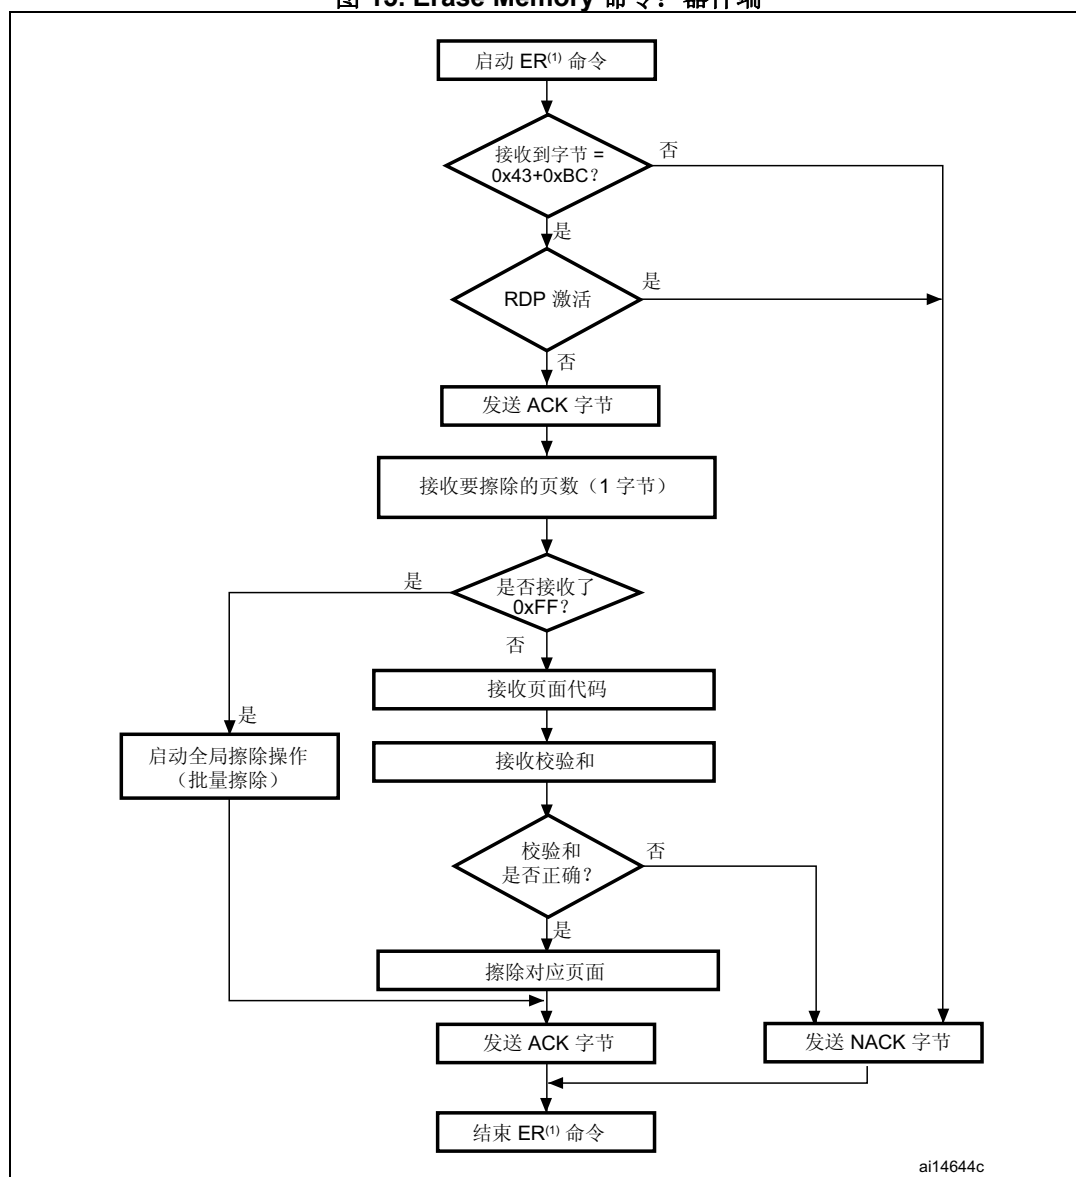 图 15. Erase Memory 命令：器件端
启动 ER(1) 命令
接收到字节 =
0x43+0xBC？
否
是
RDP 激活
是
否
发送 ACK 字节
接收要擦除的页数（1 字节）
是
是否接收了
0xFF？
否
接收页面代码
是
启动全局擦除操作
（批量擦除）
接收校验和
校验和
是否正确？
否
是
擦除对应页面
发送 ACK 字节
发送 NACK 字节
结束 ER(1) 命令
ai14644c